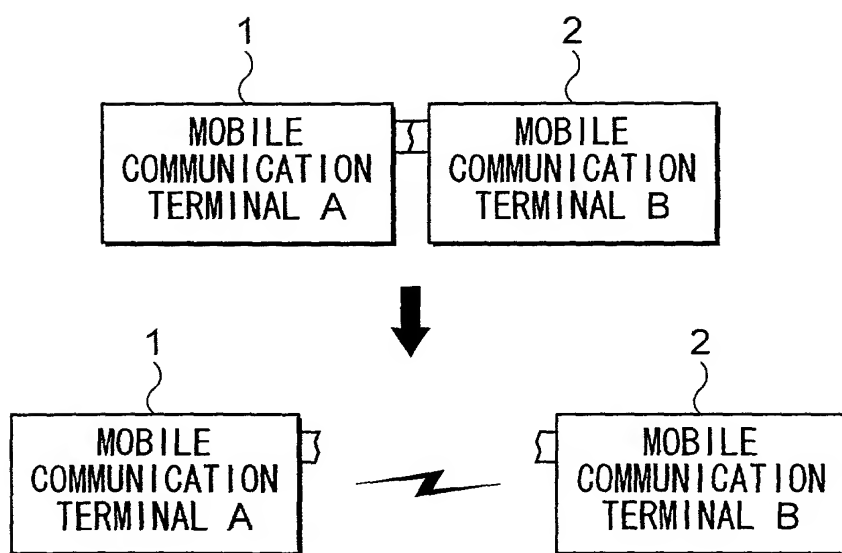 1
2
MOBILE
COMMUNICATION
TERMINAL A
MOBILE
COMMUNICATION
TERMINAL B
1
2
MOBILE
COMMUNICATION
TERMINAL A
MOBILE
COMMUNICATION
TERMINAL B